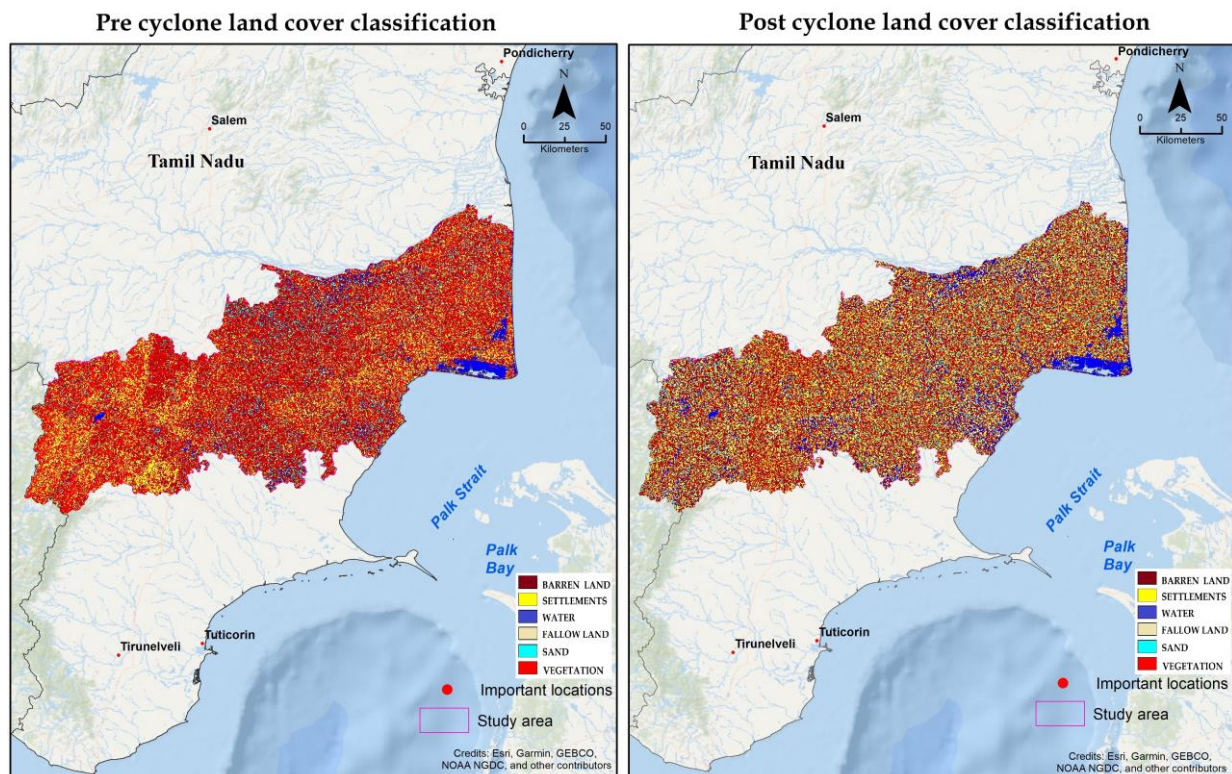 Pre cyclone land cover classification
Pondicherry
N
0 25 50
Kilometers
Salem
Tamil Nadu
Palk Strait
Palk
Bay
BARREN LAND
SETTLEMENTS
WATER
FALLOW LAND
SAND
VEGETATION
Tirunelveli
Tuticorin
Important locations
Study area
Credits: Esri, Garmin, GEBCO,
NOAA NGDC, and other contributors
Post cyclone land cover classification
Pondicherry
N
0 25 50
Kilometers
Salem
Tamil Nadu
Palk Strait
Palk
Bay
BARREN LAND
SETTLEMENTS
WATER
FALLOW LAND
SAND
VEGETATION
Tirunelveli
Tuticorin
Important locations
Study area
Credits: Esri, Garmin, GEBCO,
NOAA NGDC, and other contributors